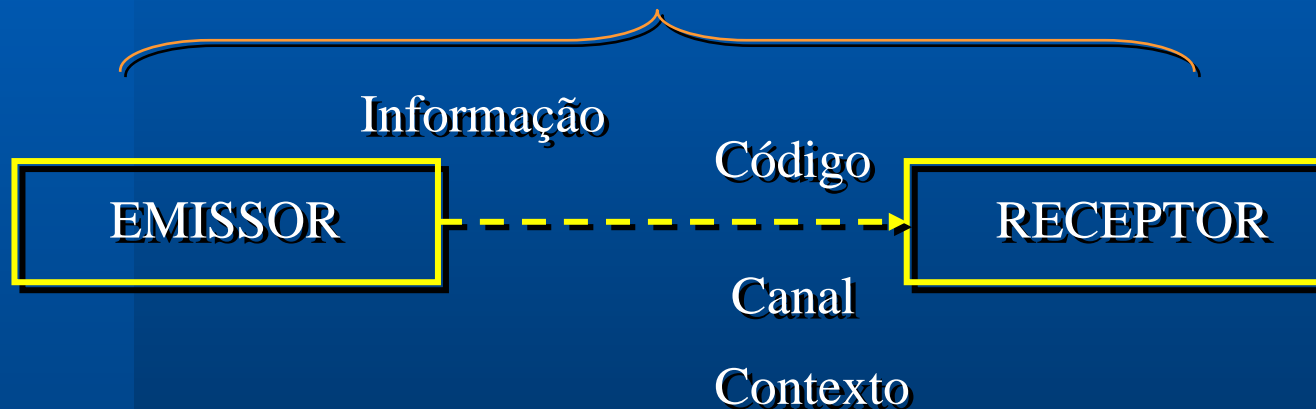 Informação
Código
EMISSOR
RECEPTOR
Canal
Contexto